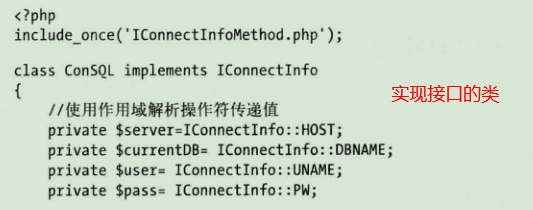 <?php
include_once('IConnectInfoMethod.php');
class ConSQL implements IConnectInfo
{
//使用作用域解析操作符传递值
private $server=IConnectInfo::HOST;
private $currentDB= IConnectInfo::DBNAME;
private $user= IConnectInfo::UNAME;
private $pass= IConnectInfo::PW;
实现接口的类